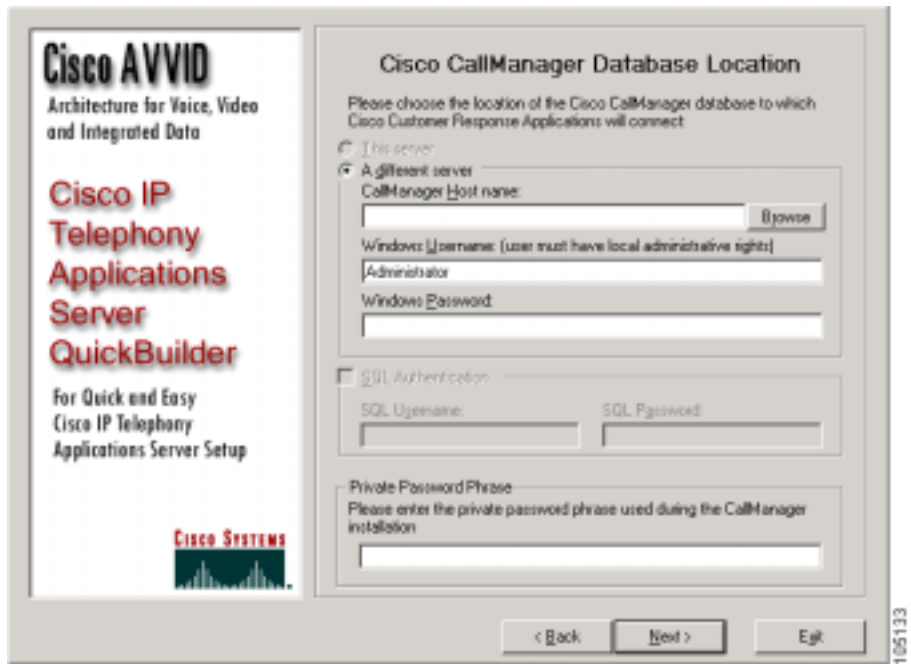 Cisco AVVID
Architecture for Voice, Video
and Integrated Data
Cisco IP
Telephony
Applications
Server
QuickBuilder
For Quick and Easy
Cisco IP Telephony
Applications Server Setup
CISCO SYSTEMS
Cisco CallManager Database Location
Please choose the location of the Cisco CallManager database to which
Cisco Customer Response Applications will connect
This server
A different server
CallManager Host name:
Browse
Windows Username: (user must have local administrative rights)
Administrator
Windows Password:
SQL Authentication
SQL Username:
SQL Password:
Private Password Phrase
Please enter the private password phrase used during the CallManager
installation
< Back
Next >
Exit
105133